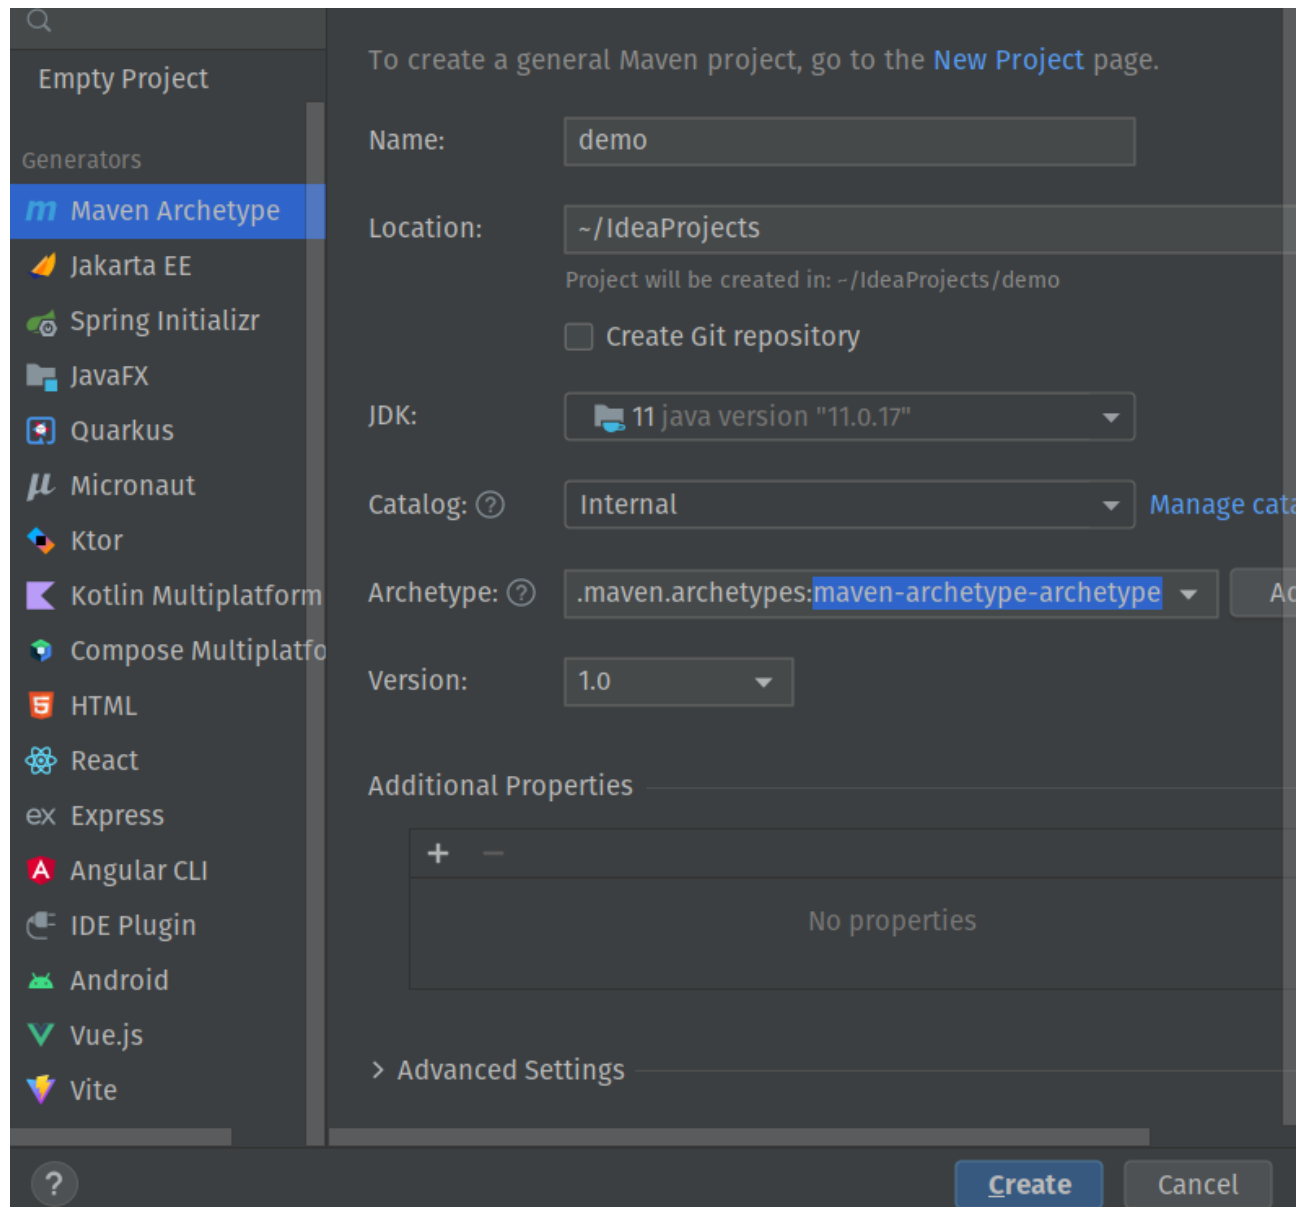 Empty Project
Generators
Maven Archetype
Jakarta EE
Spring Initializr
JavaFX
Quarkus
Micronaut
Ktor
Kotlin Multiplatform
Compose Multiplatfo
HTML
React
Express
Angular CLI
IDE Plugin
Android
Vue.js
Vite
To create a general Maven project, go to the New Project page.
Name: demo
Location: ~/IdeaProjects
Project will be created in: ~/IdeaProjects/demo
Create Git repository
JDK: 11 java version "11.0.17"
Catalog: ? Internal Manage cata
Archetype: ? .maven.archetypes:maven-archetype-archetype Ad
Version: 1.0
Additional Properties
+ −
No properties
> Advanced Settings
? Create Cancel